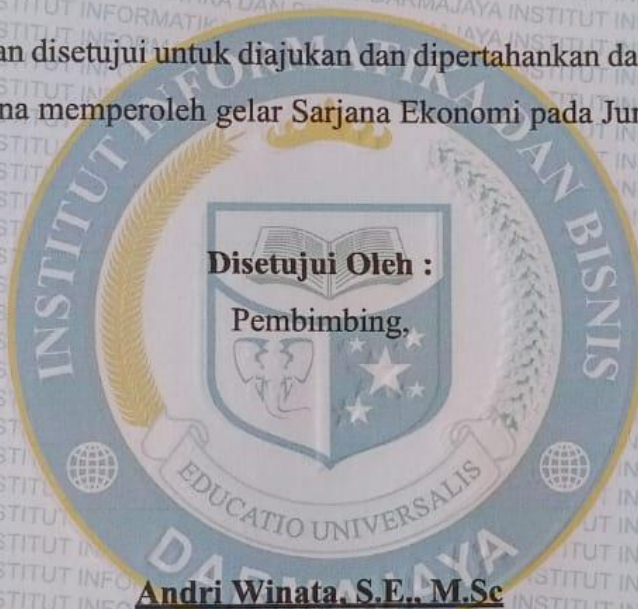 an disetujui untuk diajukan dan dipertahankan da
na memperoleh gelar Sarjana Ekonomi pada Jur
INSTITUT INFORMATIKA DAN BISNIS
Disetujui Oleh :
Pembimbing,
EDUCATIO UNIVERSALIS
DARMAJAYA
Andri Winata, S.E., M.Sc